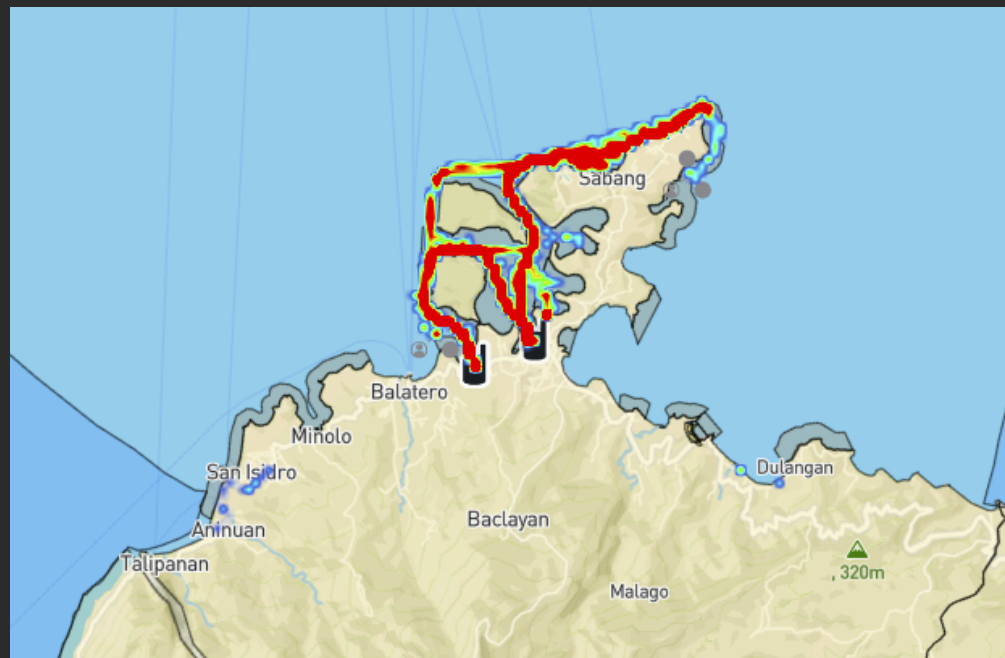 Sabang
Balatero
Minolo
San Isidro
Dulangan
Aninuan
Baclayan
Talipanan
, 320m
Malago